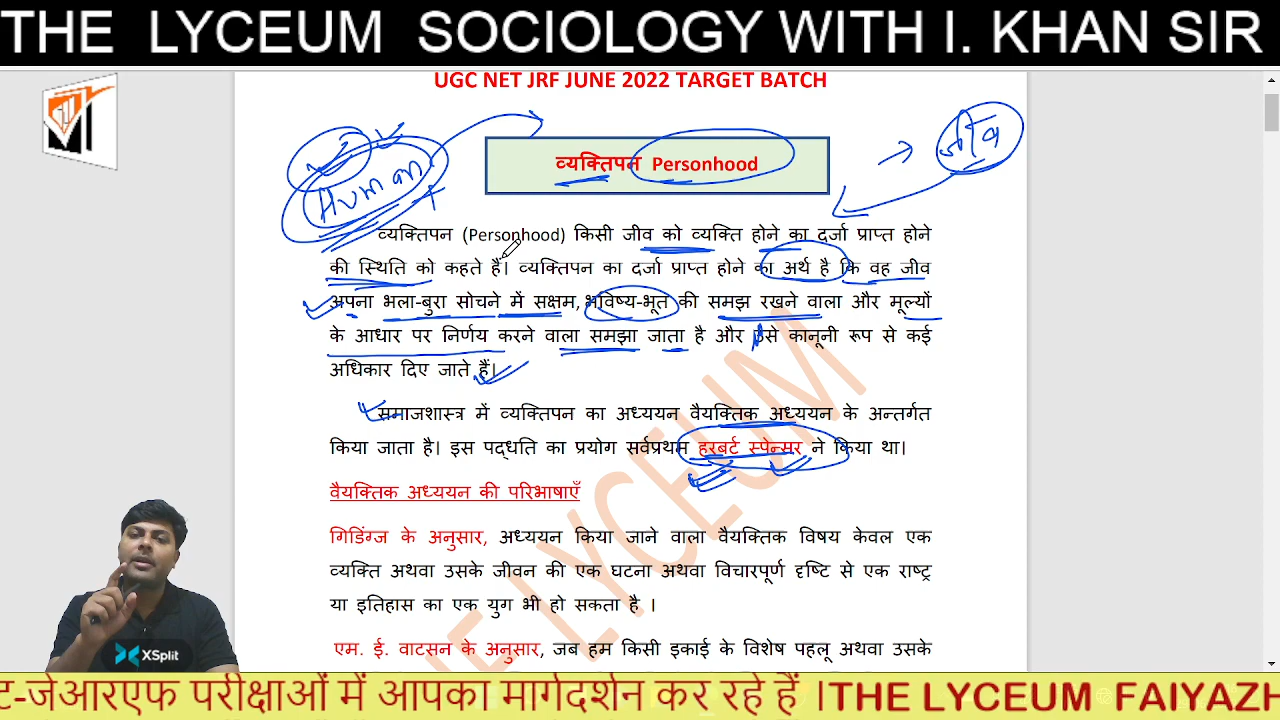 THE LYCEUM SOCIOLOGY WITH I. KHAN SIR
UGC NET JRF JUNE 2022 TARGET BATCH
Human
जीव
व्यक्तिपन Personhood
व्यक्तिपन (Personhood) किसी जीव को व्यक्ति होने का दर्जा प्राप्त होने
की स्थिति को कहते हैं। व्यक्तिपन का दर्जा प्राप्त होने का अर्थ है कि वह जीव
अपना भला-बुरा सोचने में सक्षम, भविष्य-भूत की समझ रखने वाला और मूल्यों
के आधार पर निर्णय करने वाला समझा जाता है और उसे कानूनी रूप से कई
अधिकार दिए जाते हैं।
समाजशास्त्र में व्यक्तिपन का अध्ययन वैयक्तिक अध्ययन के अन्तर्गत
किया जाता है। इस पद्धति का प्रयोग सर्वप्रथम हरबर्ट स्पेन्सर ने किया था।
वैयक्तिक अध्ययन की परिभाषाएँ
गिडिंग्ज के अनुसार, अध्ययन किया जाने वाला वैयक्तिक विषय केवल एक
व्यक्ति अथवा उसके जीवन की एक घटना अथवा विचारपूर्ण दृष्टि से एक राष्ट्र
या इतिहास का एक युग भी हो सकता है ।
एम. ई. वाटसन के अनुसार, जब हम किसी इकाई के विशेष पहलू अथवा उसके
THE LYCEUM
XSplit
ट-जेआरएफ परीक्षाओं में आपका मार्गदर्शन कर रहे हैं ।THE LYCEUM FAIYAZH